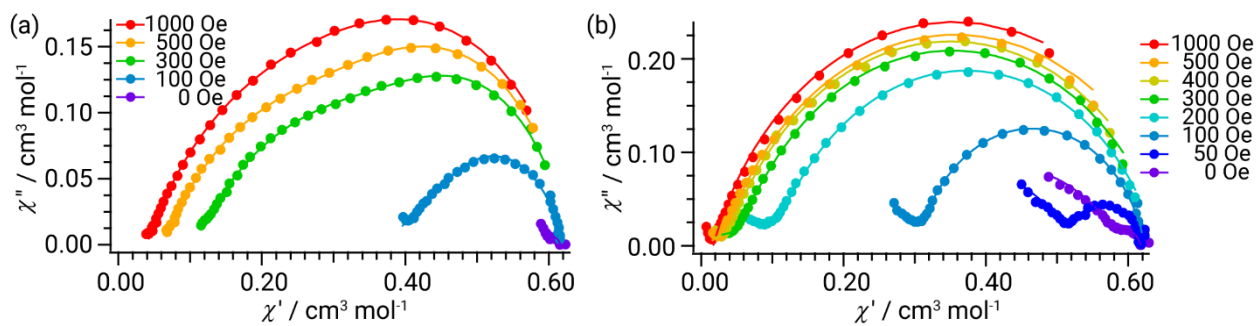 (a)
1000 Oe
500 Oe
300 Oe
100 Oe
0 Oe
0.15
0.10
0.05
0.00
χ" / cm³ mol⁻¹
0.00 0.20 0.40 0.60
χ' / cm³ mol⁻¹
(b)
0.20
0.10
0.00
χ" / cm³ mol⁻¹
0.00 0.20 0.40 0.60
χ' / cm³ mol⁻¹
1000 Oe
500 Oe
400 Oe
300 Oe
200 Oe
100 Oe
50 Oe
0 Oe